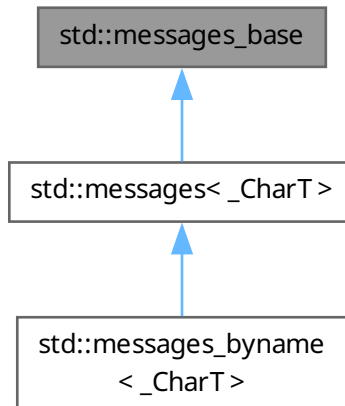 std::messages_base
std::messages< _CharT >
std::messages_byname
< _CharT >